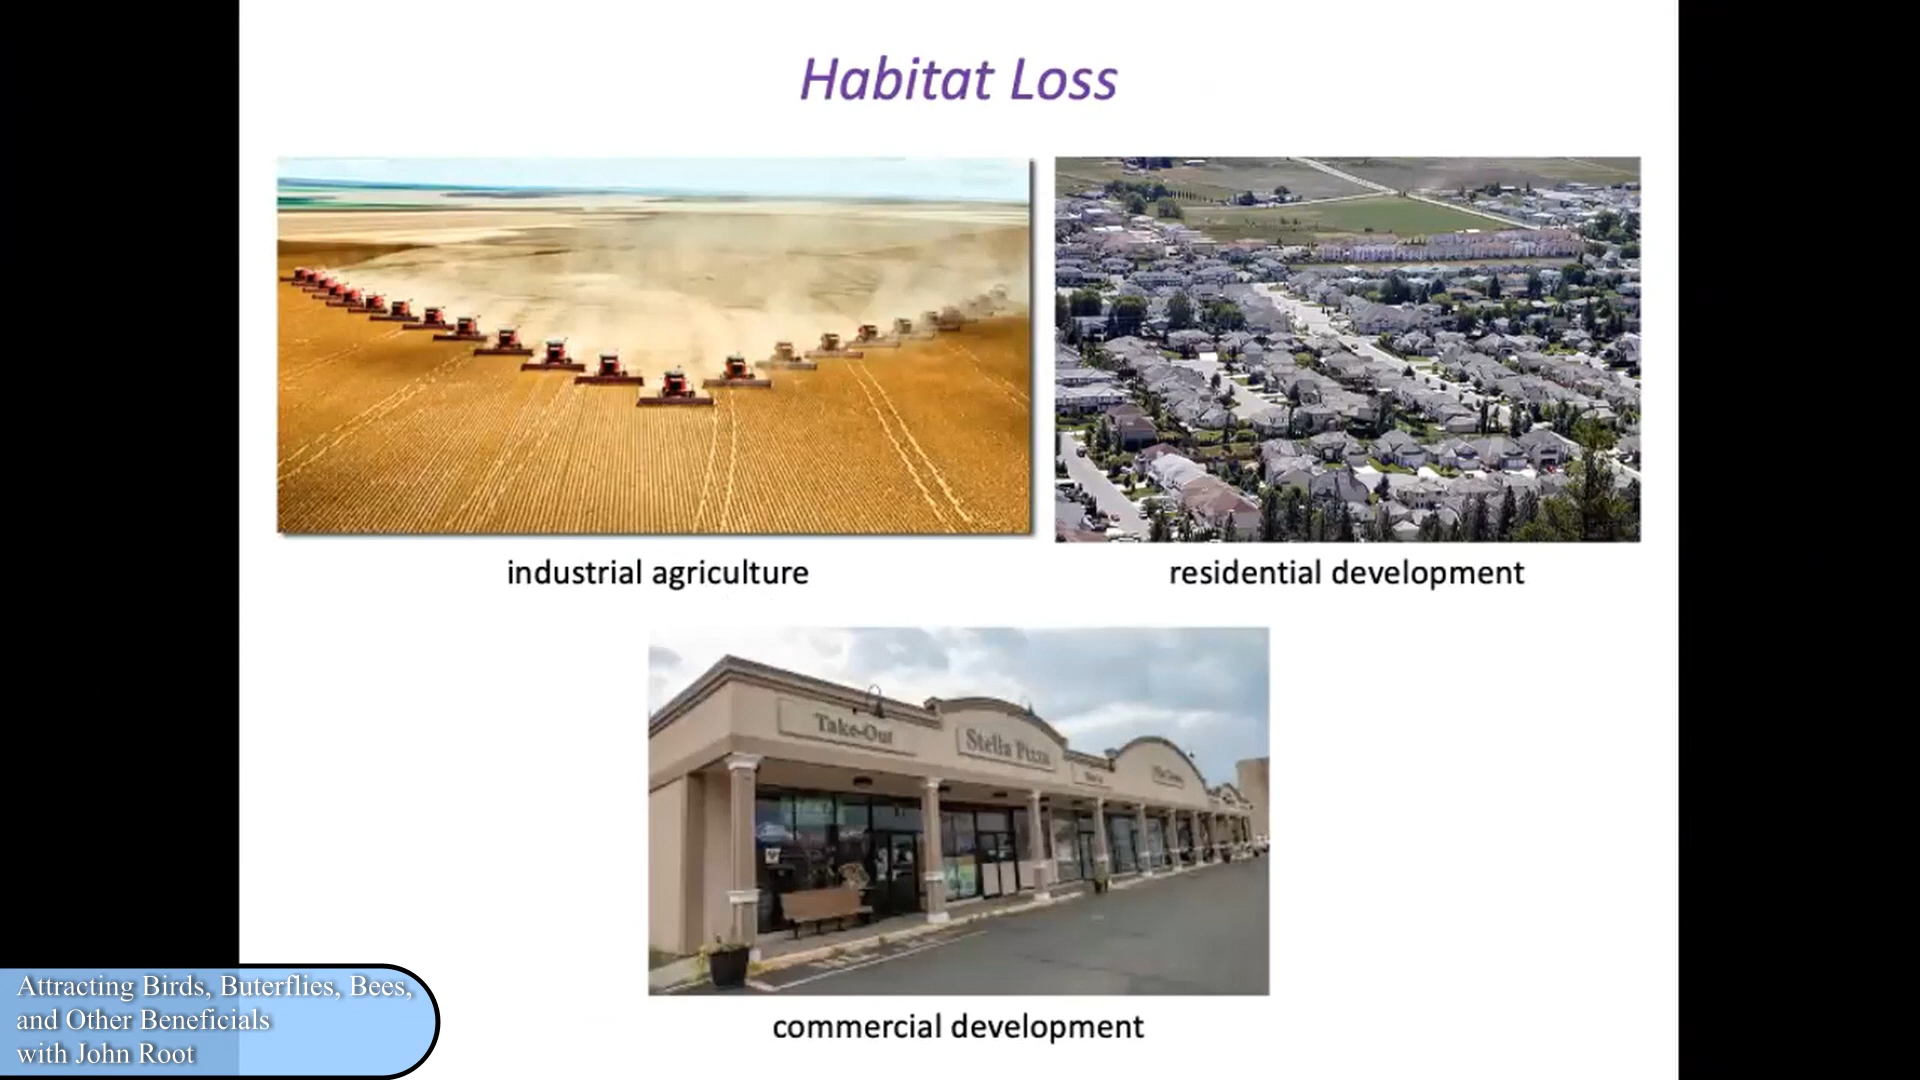 Habitat Loss
industrial agriculture
residential development
Take-Out
Stella Pizza
commercial development
Attracting Birds, Buterflies, Bees,
and Other Beneficials
with John Root